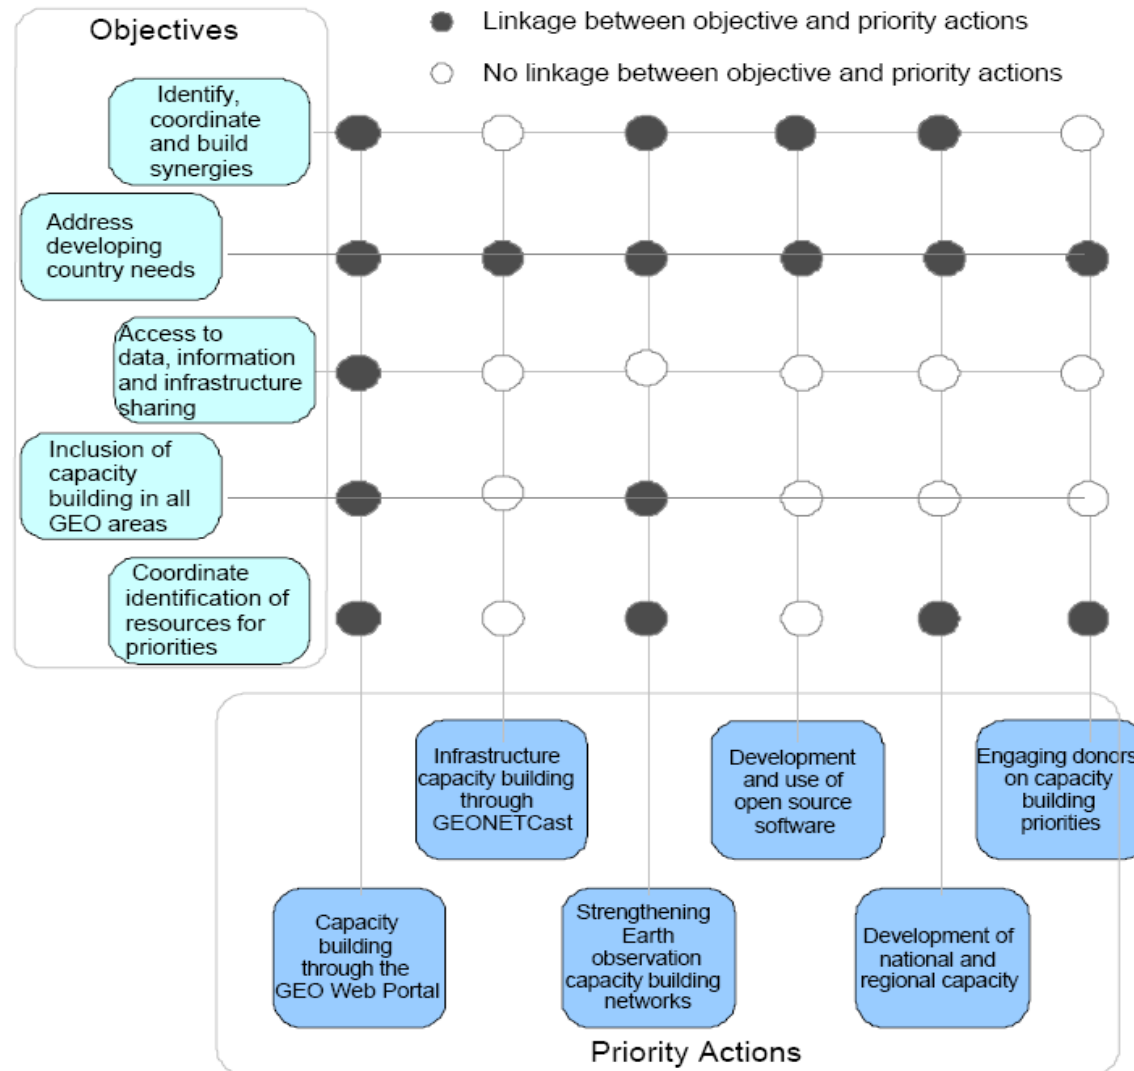 Objectives
Linkage between objective and priority actions
No linkage between objective and priority actions
Identify,
coordinate
and build
synergies
Address
developing
country needs
Access to
data, information
and infrastructure
sharing
Inclusion of
capacity
building in all
GEO areas
Coordinate
identification of
resources for
priorities
Infrastructure
capacity building
through
GEONETCast
Development
and use of
open source
software
Engaging donors
on capacity
building
priorities
Capacity
building
through the
GEO Web Portal
Strengthening
Earth
observation
capacity building
networks
Development of
national and
regional capacity
Priority Actions